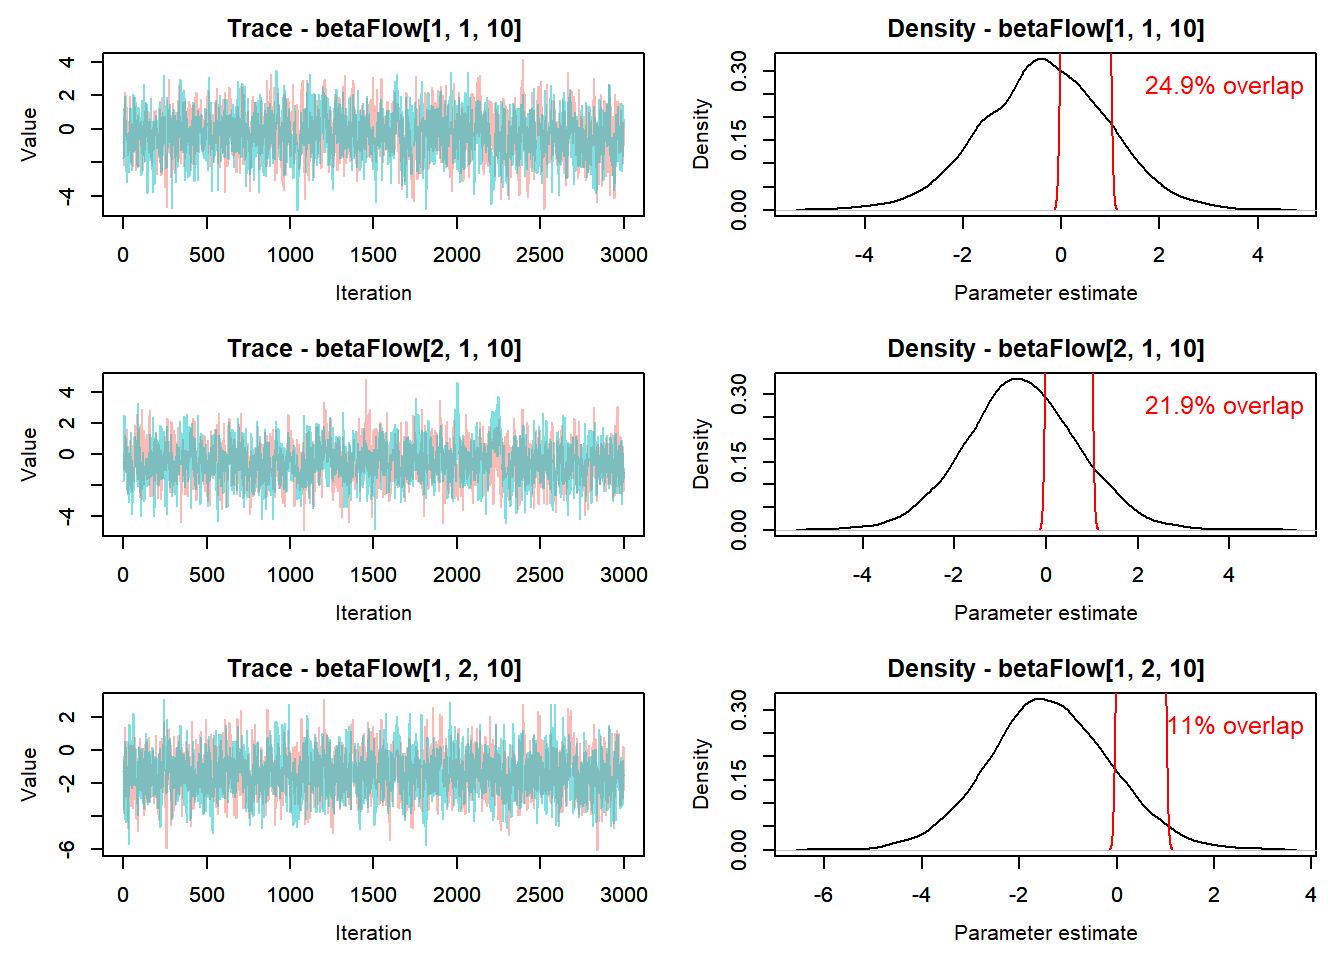 Trace - betaFlow[1, 1, 10]
Value
4
2
0
-4
0 500 1000 1500 2000 2500 3000
Iteration
Density - betaFlow[1, 1, 10]
Density
0.30
0.15
0.00
24.9% overlap
-4 -2 0 2 4
Parameter estimate
Trace - betaFlow[2, 1, 10]
Value
4
2
0
-4
0 500 1000 1500 2000 2500 3000
Iteration
Density - betaFlow[2, 1, 10]
Density
0.30
0.15
0.00
21.9% overlap
-4 -2 0 2 4
Parameter estimate
Trace - betaFlow[1, 2, 10]
Value
2
0
-2
-6
0 500 1000 1500 2000 2500 3000
Iteration
Density - betaFlow[1, 2, 10]
Density
0.30
0.15
0.00
11% overlap
-6 -4 -2 0 2 4
Parameter estimate